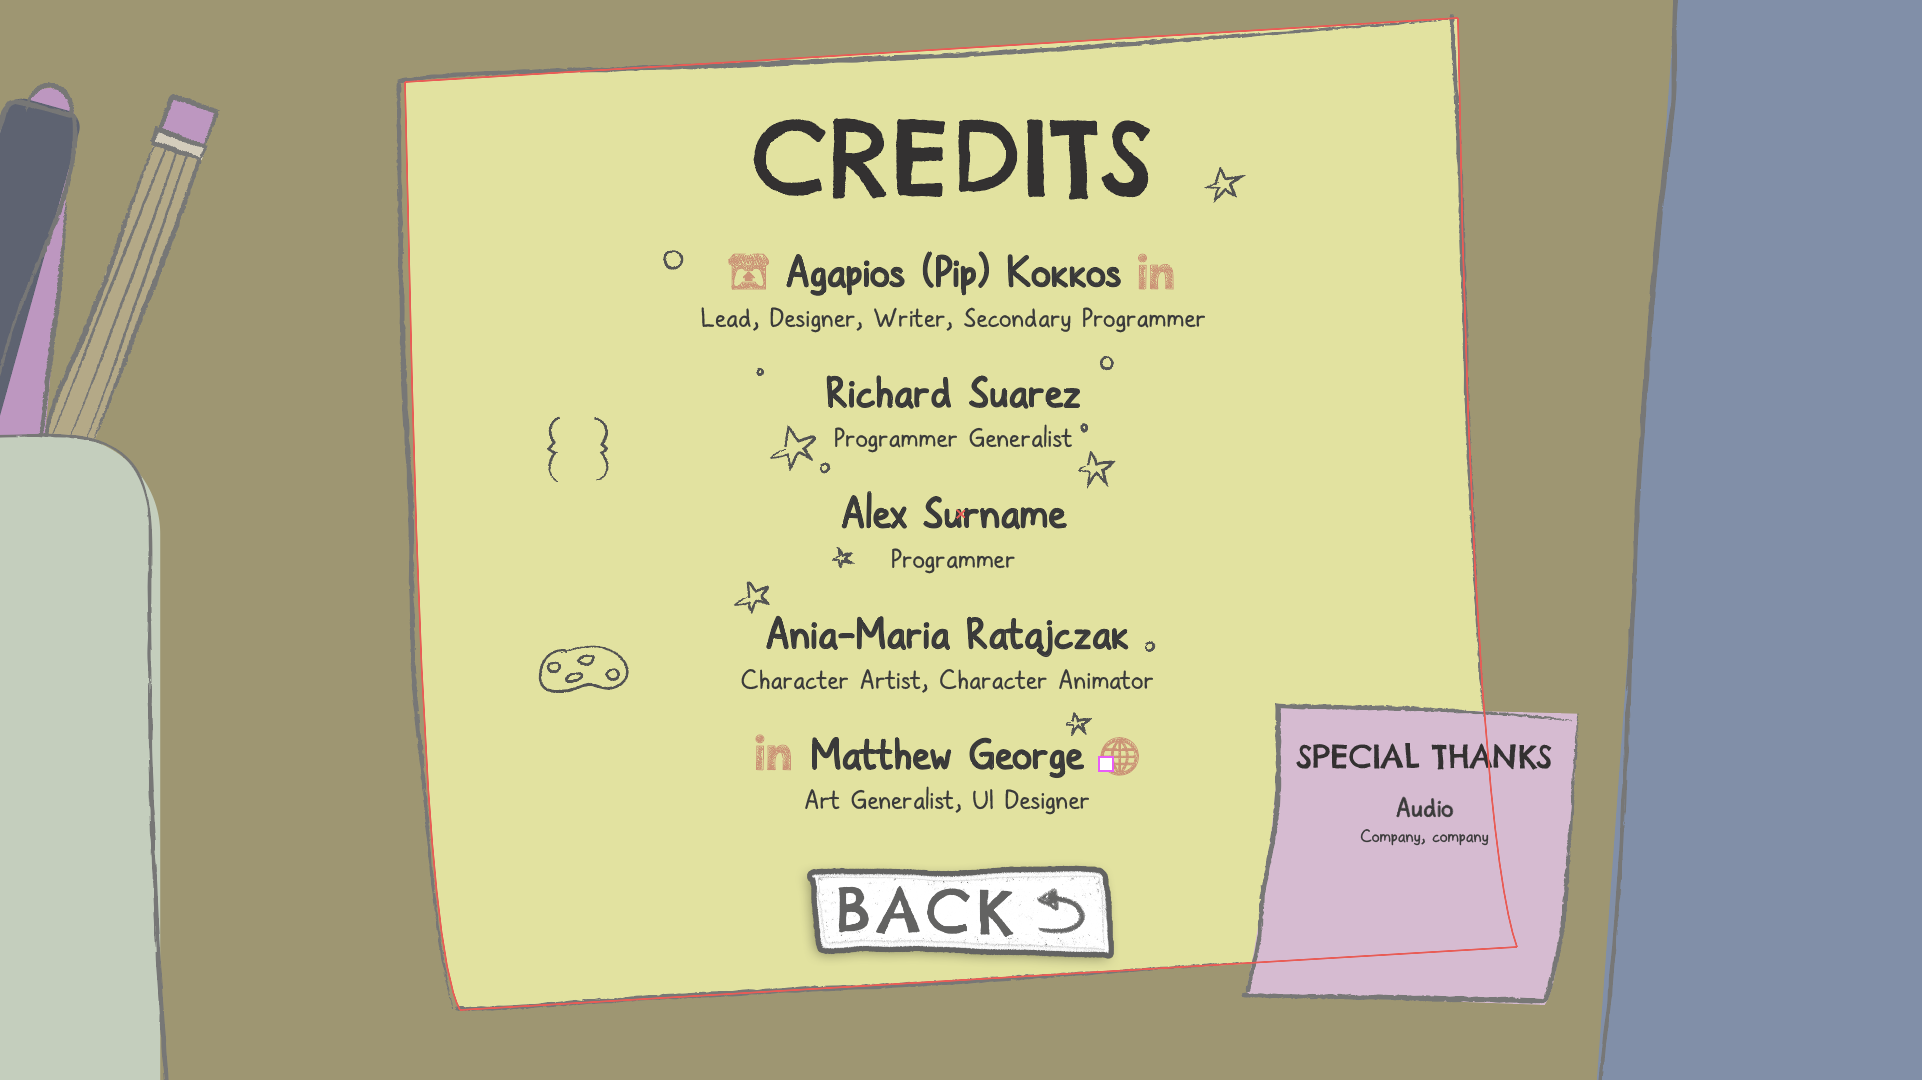 CREDITS
Agapios (Pip) Kokkos in
Lead, Designer, Writer, Secondary Programmer
Richard Suarez
Programmer Generalist
Alex Surname
Programmer
Ania-Maria Ratajczak
Character Artist, Character Animator
in Matthew George
Art Generalist, UI Designer
BACK
SPECIAL THANKS
Audio
Company, company